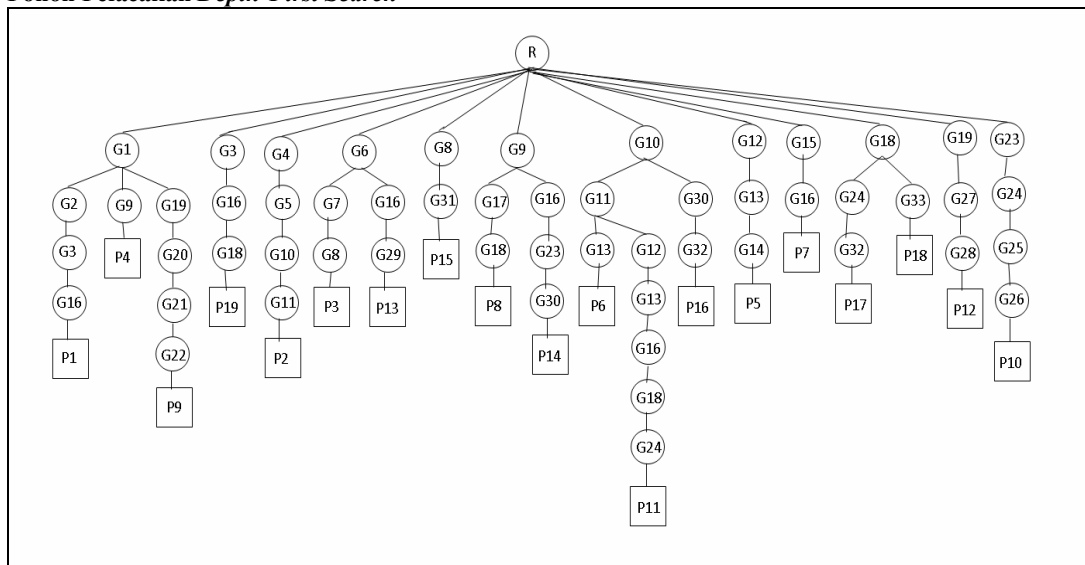 Pohon Pelacakan Depth First Search
R
G1 G3 G4 G6 G8 G9 G10 G12 G15 G18 G19 G23
G2 G9 G19 G16 G5 G7 G16 G31 G17 G16 G11 G30 G13 G16 G24 G33 G27 G24
G3 P4 G20 G18 G10 G8 G29 P15 G18 G23 G13 G12 G32 G14 P7 G32 P18 G28 G25
G16 G21 P19 G11 P3 P13 P8 G30 P6 G13 P16 P5 P17 P12 G26
P1 G22 P2 P14 G16 P10
P9 G18
G24
P11